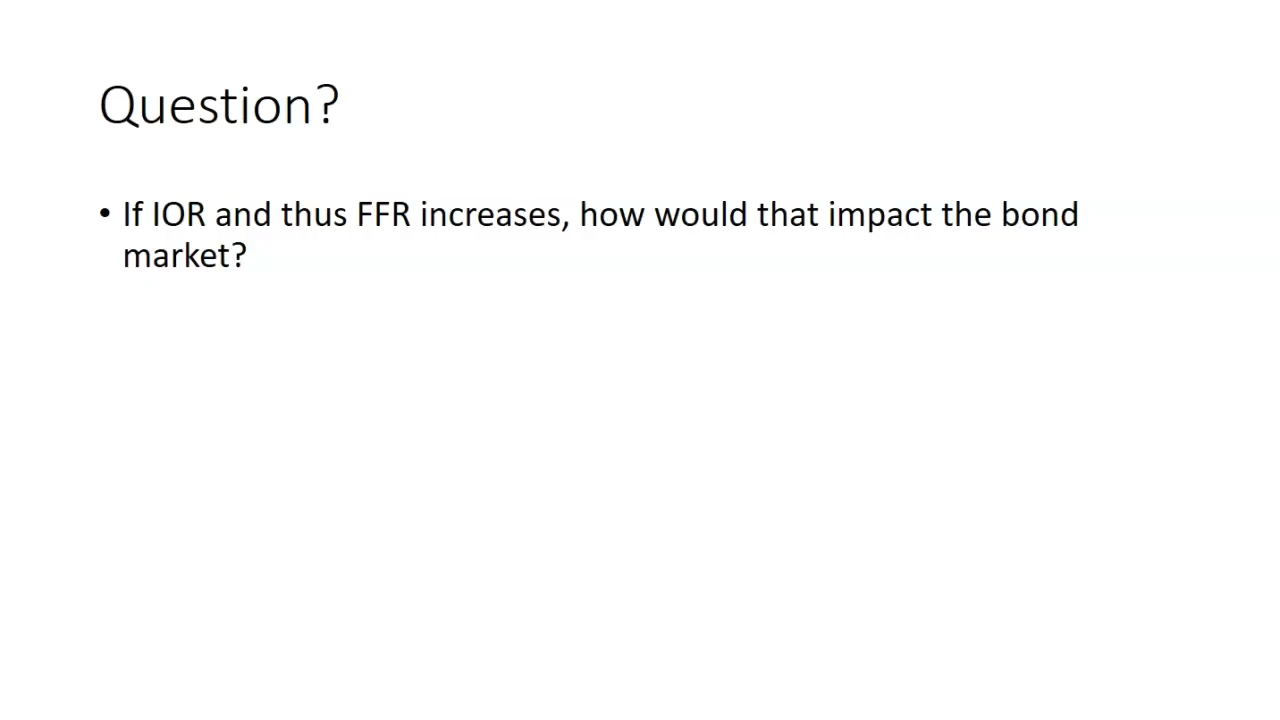 Question?
• If IOR and thus FFR increases, how would that impact the bond
market?